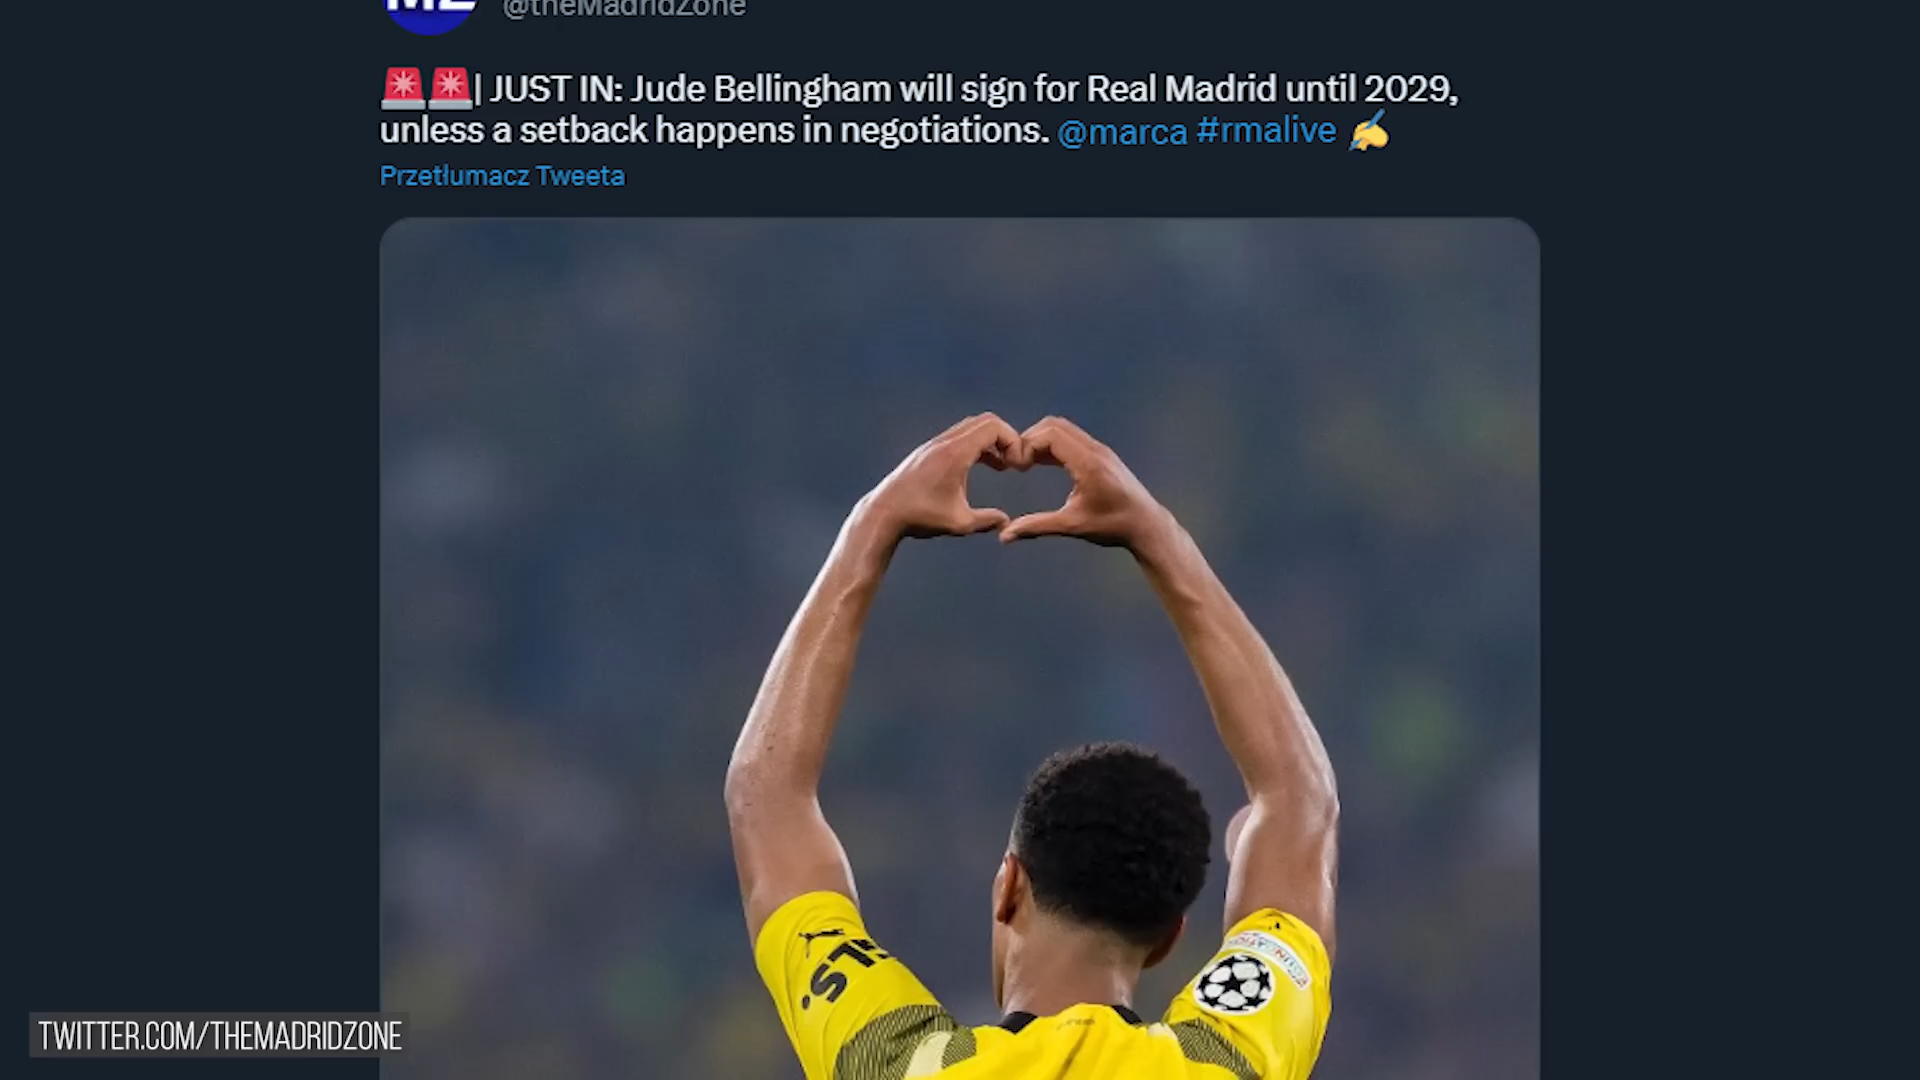 MZ
@theMadridZone
🚨🚨| JUST IN: Jude Bellingham will sign for Real Madrid until 2029,
unless a setback happens in negotiations. @marca #rmalive ✍️
Przetłumacz Tweeta
TWITTER.COM/THEMADRIDZONE